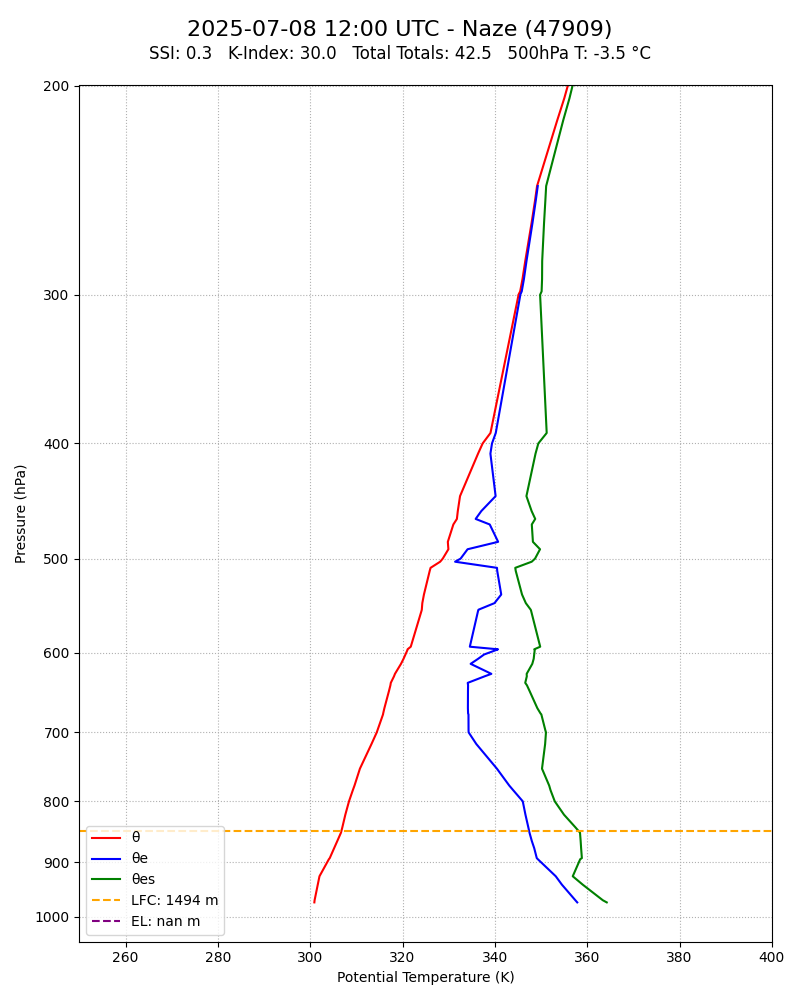 2025-07-08 12:00 UTC - Naze (47909)
SSI: 0.3   K-Index: 30.0   Total Totals: 42.5   500hPa T: -3.5 °C
200
300
400
500
600
700
800
900
1000
Pressure (hPa)
θ
θe
θes
LFC: 1494 m
EL: nan m
260
280
300
320
340
360
380
400
Potential Temperature (K)